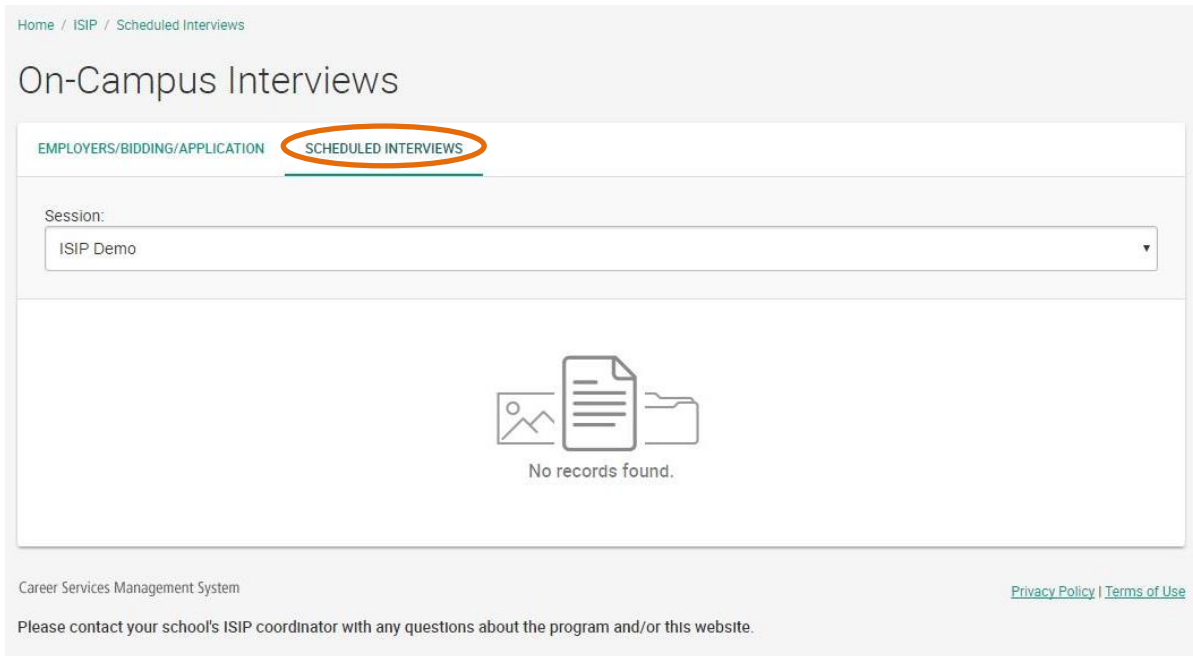 Home / ISIP / Scheduled Interviews
On-Campus Interviews
EMPLOYERS/BIDDING/APPLICATION SCHEDULED INTERVIEWS
Session:
ISIP Demo
No records found.
Career Services Management System
Privacy Policy | Terms of Use
Please contact your school's ISIP coordinator with any questions about the program and/or this website.